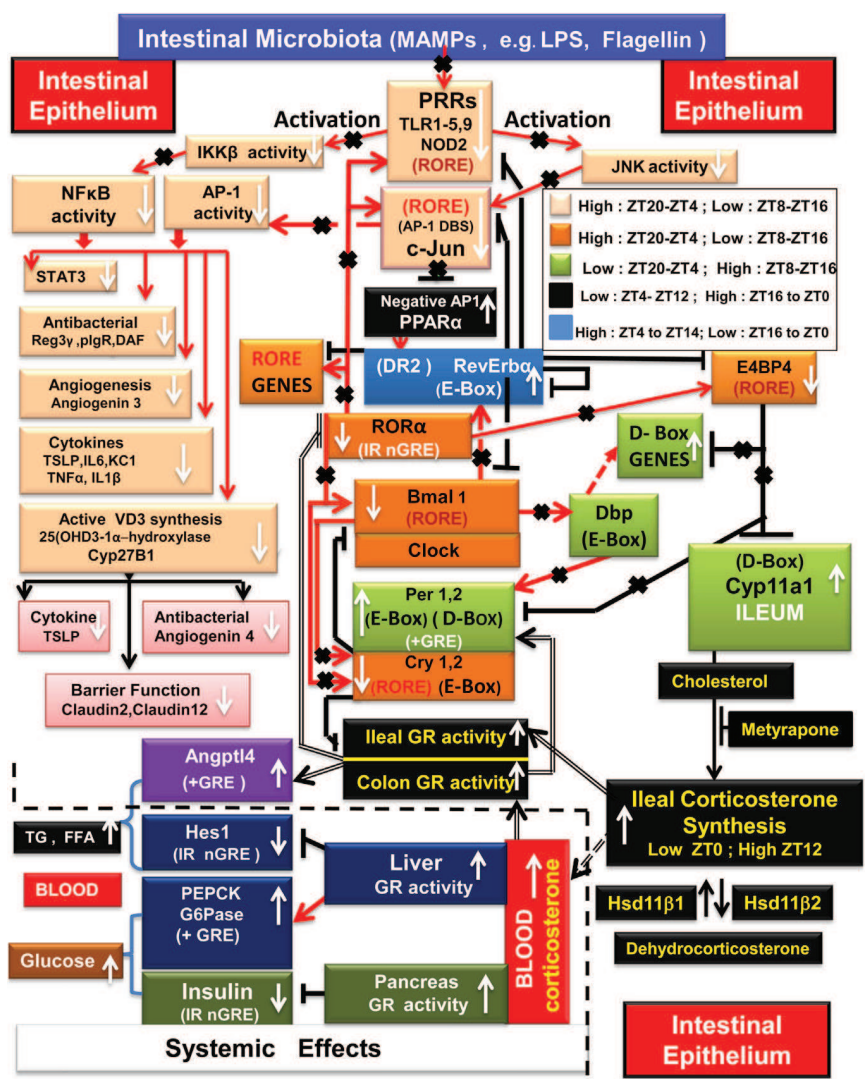 Intestinal Microbiota (MAMPs , e.g. LPS, Flagellin )
Intestinal
Epithelium
Intestinal
Epithelium
PRRs
TLR1-5,9
NOD2
(RORE)
Activation
Activation
IKKβ activity
JNK activity
NFκB
activity
AP-1
activity
(RORE)
(AP-1 DBS)
c-Jun
High : ZT20-ZT4 ; Low : ZT8-ZT16
High : ZT20-ZT4 ; Low : ZT8-ZT16
Low : ZT20-ZT4 ; High : ZT8-ZT16
Low : ZT4- ZT12 ; High : ZT16 to ZT0
High : ZT4 to ZT14; Low : ZT16 to ZT0
STAT3
Negative AP1
PPARα
Antibacterial
Reg3γ ,pIgR,DAF
RORE
GENES
(DR2) RevErbα
(E-Box)
E4BP4
(RORE)
Angiogenesis
Angiogenin 3
RORα
(IR nGRE)
D- Box
GENES
Cytokines
TSLP,IL6,KC1
TNFα, IL1β
Bmal 1
(RORE)
Clock
Dbp
(E-Box)
Active VD3 synthesis
25(OHD3-1α–hydroxylase
Cyp27B1
(D-Box)
Cyp11a1
ILEUM
Per 1,2
(E-Box) ( D-Box)
(+GRE)
Cytokine
TSLP
Antibacterial
Angiogenin 4
Cry 1,2
(RORE) (E-Box)
Cholesterol
Barrier Function
Claudin2,Claudin12
Metyrapone
Ileal GR activity
Colon GR activity
Angptl4
(+GRE )
Ileal Corticosterone
Synthesis
Low ZT0 ; High ZT12
TG , FFA
Hes1
(IR nGRE )
Liver
GR activity
BLOOD
corticosterone
BLOOD
PEPCK
G6Pase
(+ GRE)
Hsd11β1
Hsd11β2
Dehydrocorticosterone
Glucose
Insulin
(IR nGRE)
Pancreas
GR activity
Systemic Effects
Intestinal
Epithelium